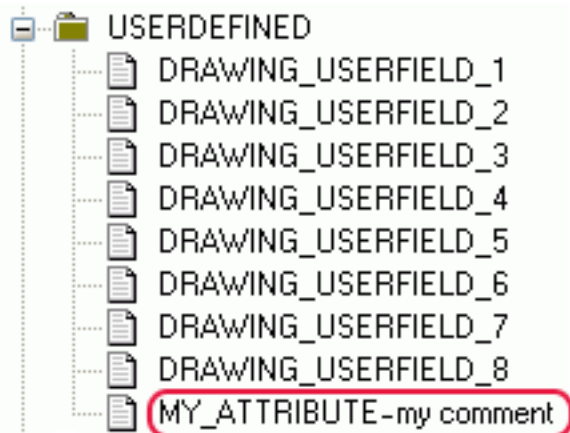 USERDEFINED
DRAWING_USERFIELD_1
DRAWING_USERFIELD_2
DRAWING_USERFIELD_3
DRAWING_USERFIELD_4
DRAWING_USERFIELD_5
DRAWING_USERFIELD_6
DRAWING_USERFIELD_7
DRAWING_USERFIELD_8
MY_ATTRIBUTE-my comment